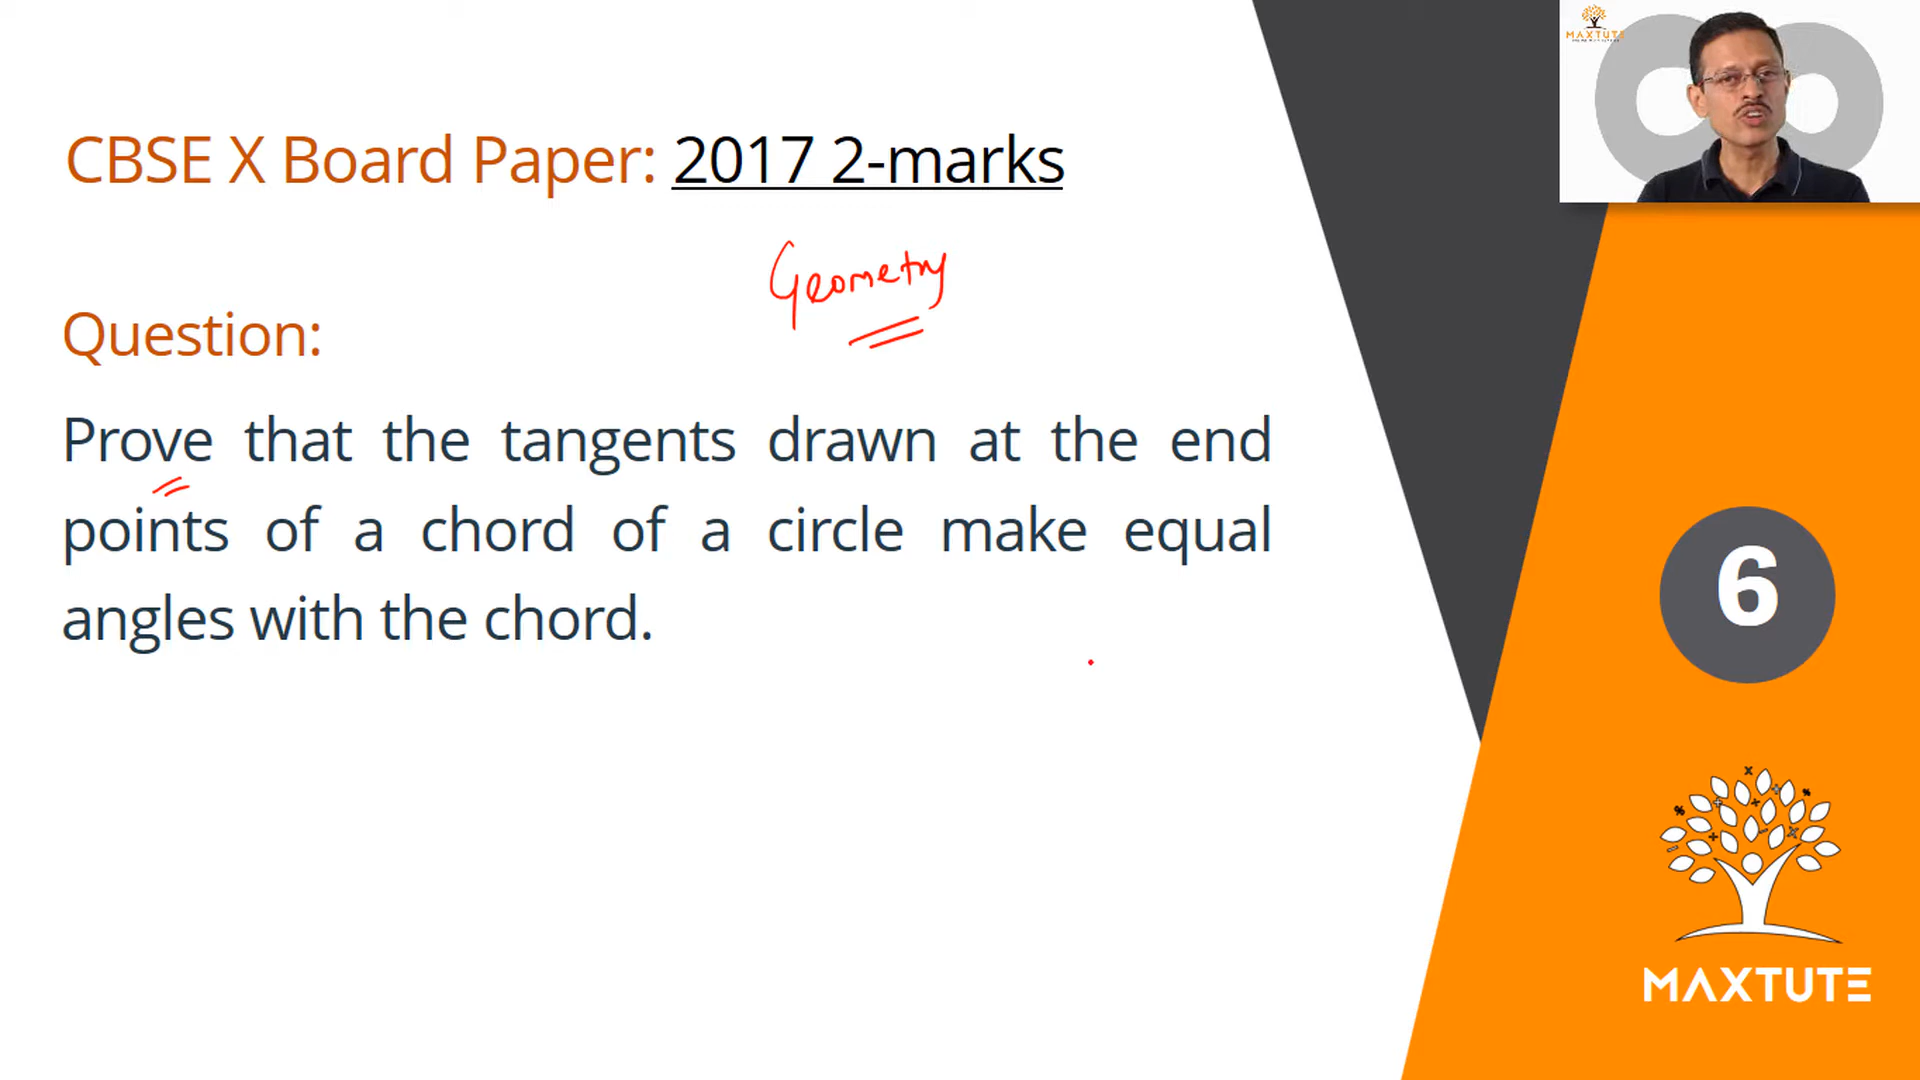 MAXTUTE
CBSE X Board Paper: 2017 2-marks
Geometry
Question:
Prove that the tangents drawn at the end
points of a chord of a circle make equal
angles with the chord.
6
MAXTUTE